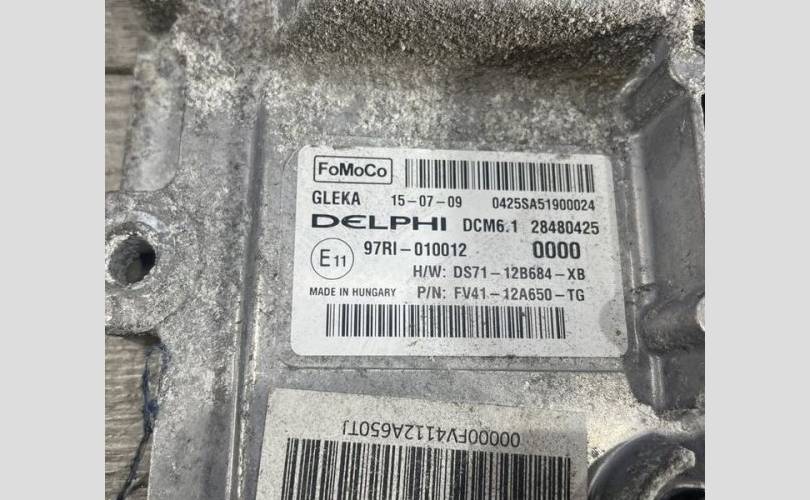 FoMoCo
GLEKA 15-07-09 0425SA51900024
DELPHI DCM6.1 28480425
E11 97RI-010012 0000
H/W: DS71-12B684-XB
MADE IN HUNGARY P/N: FV41-12A650-TG
00000FV4112A650TJ